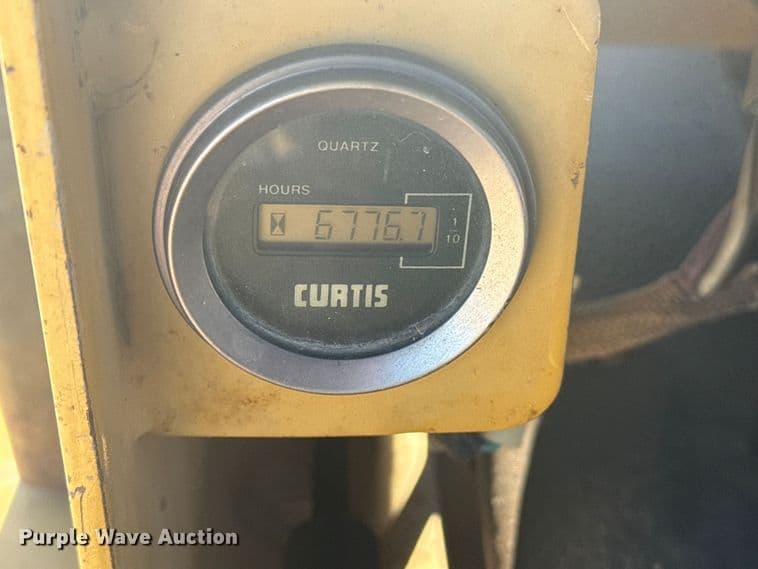 QUARTZ
HOURS
6776.7
1
10
CURTIS
Purple Wave Auction